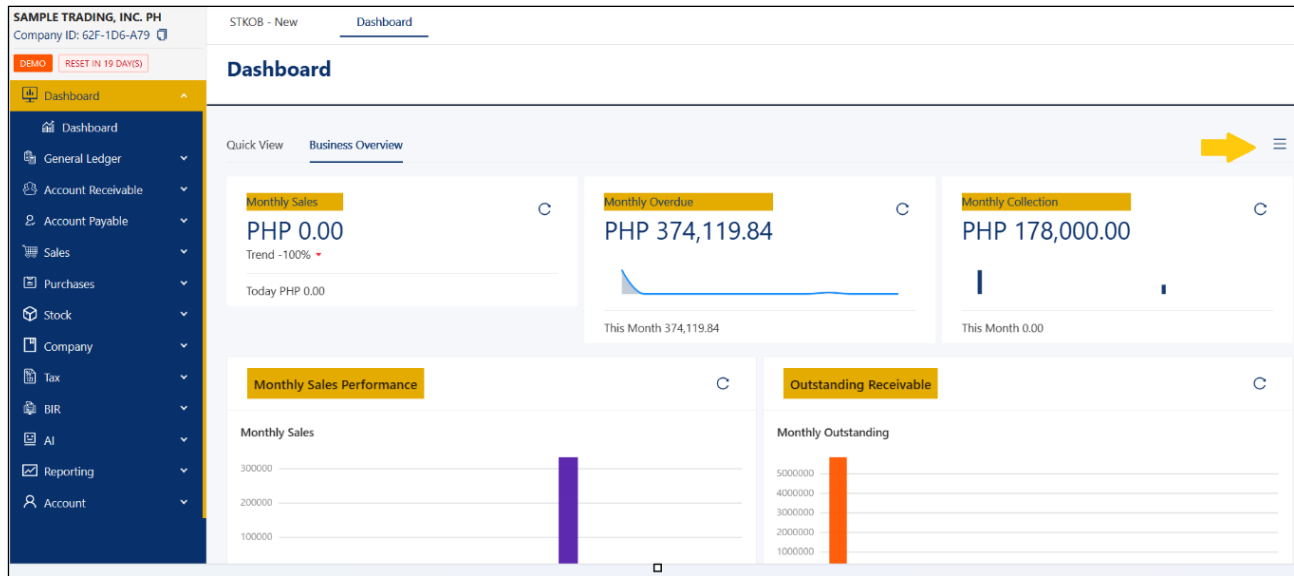 SAMPLE TRADING, INC. PH
Company ID: 62F-1D6-A79
DEMO RESET IN 19 DAY(S)
Dashboard
Dashboard
General Ledger
Account Receivable
Account Payable
Sales
Purchases
Stock
Company
Tax
BIR
AI
Reporting
Account
STKOB - New Dashboard
Dashboard
Quick View Business Overview
Monthly Sales
PHP 0.00
Trend -100%
Today PHP 0.00
Monthly Overdue
PHP 374,119.84
This Month 374,119.84
Monthly Collection
PHP 178,000.00
This Month 0.00
Monthly Sales Performance
Monthly Sales
300000
200000
100000
Outstanding Receivable
Monthly Outstanding
5000000
4000000
3000000
2000000
1000000